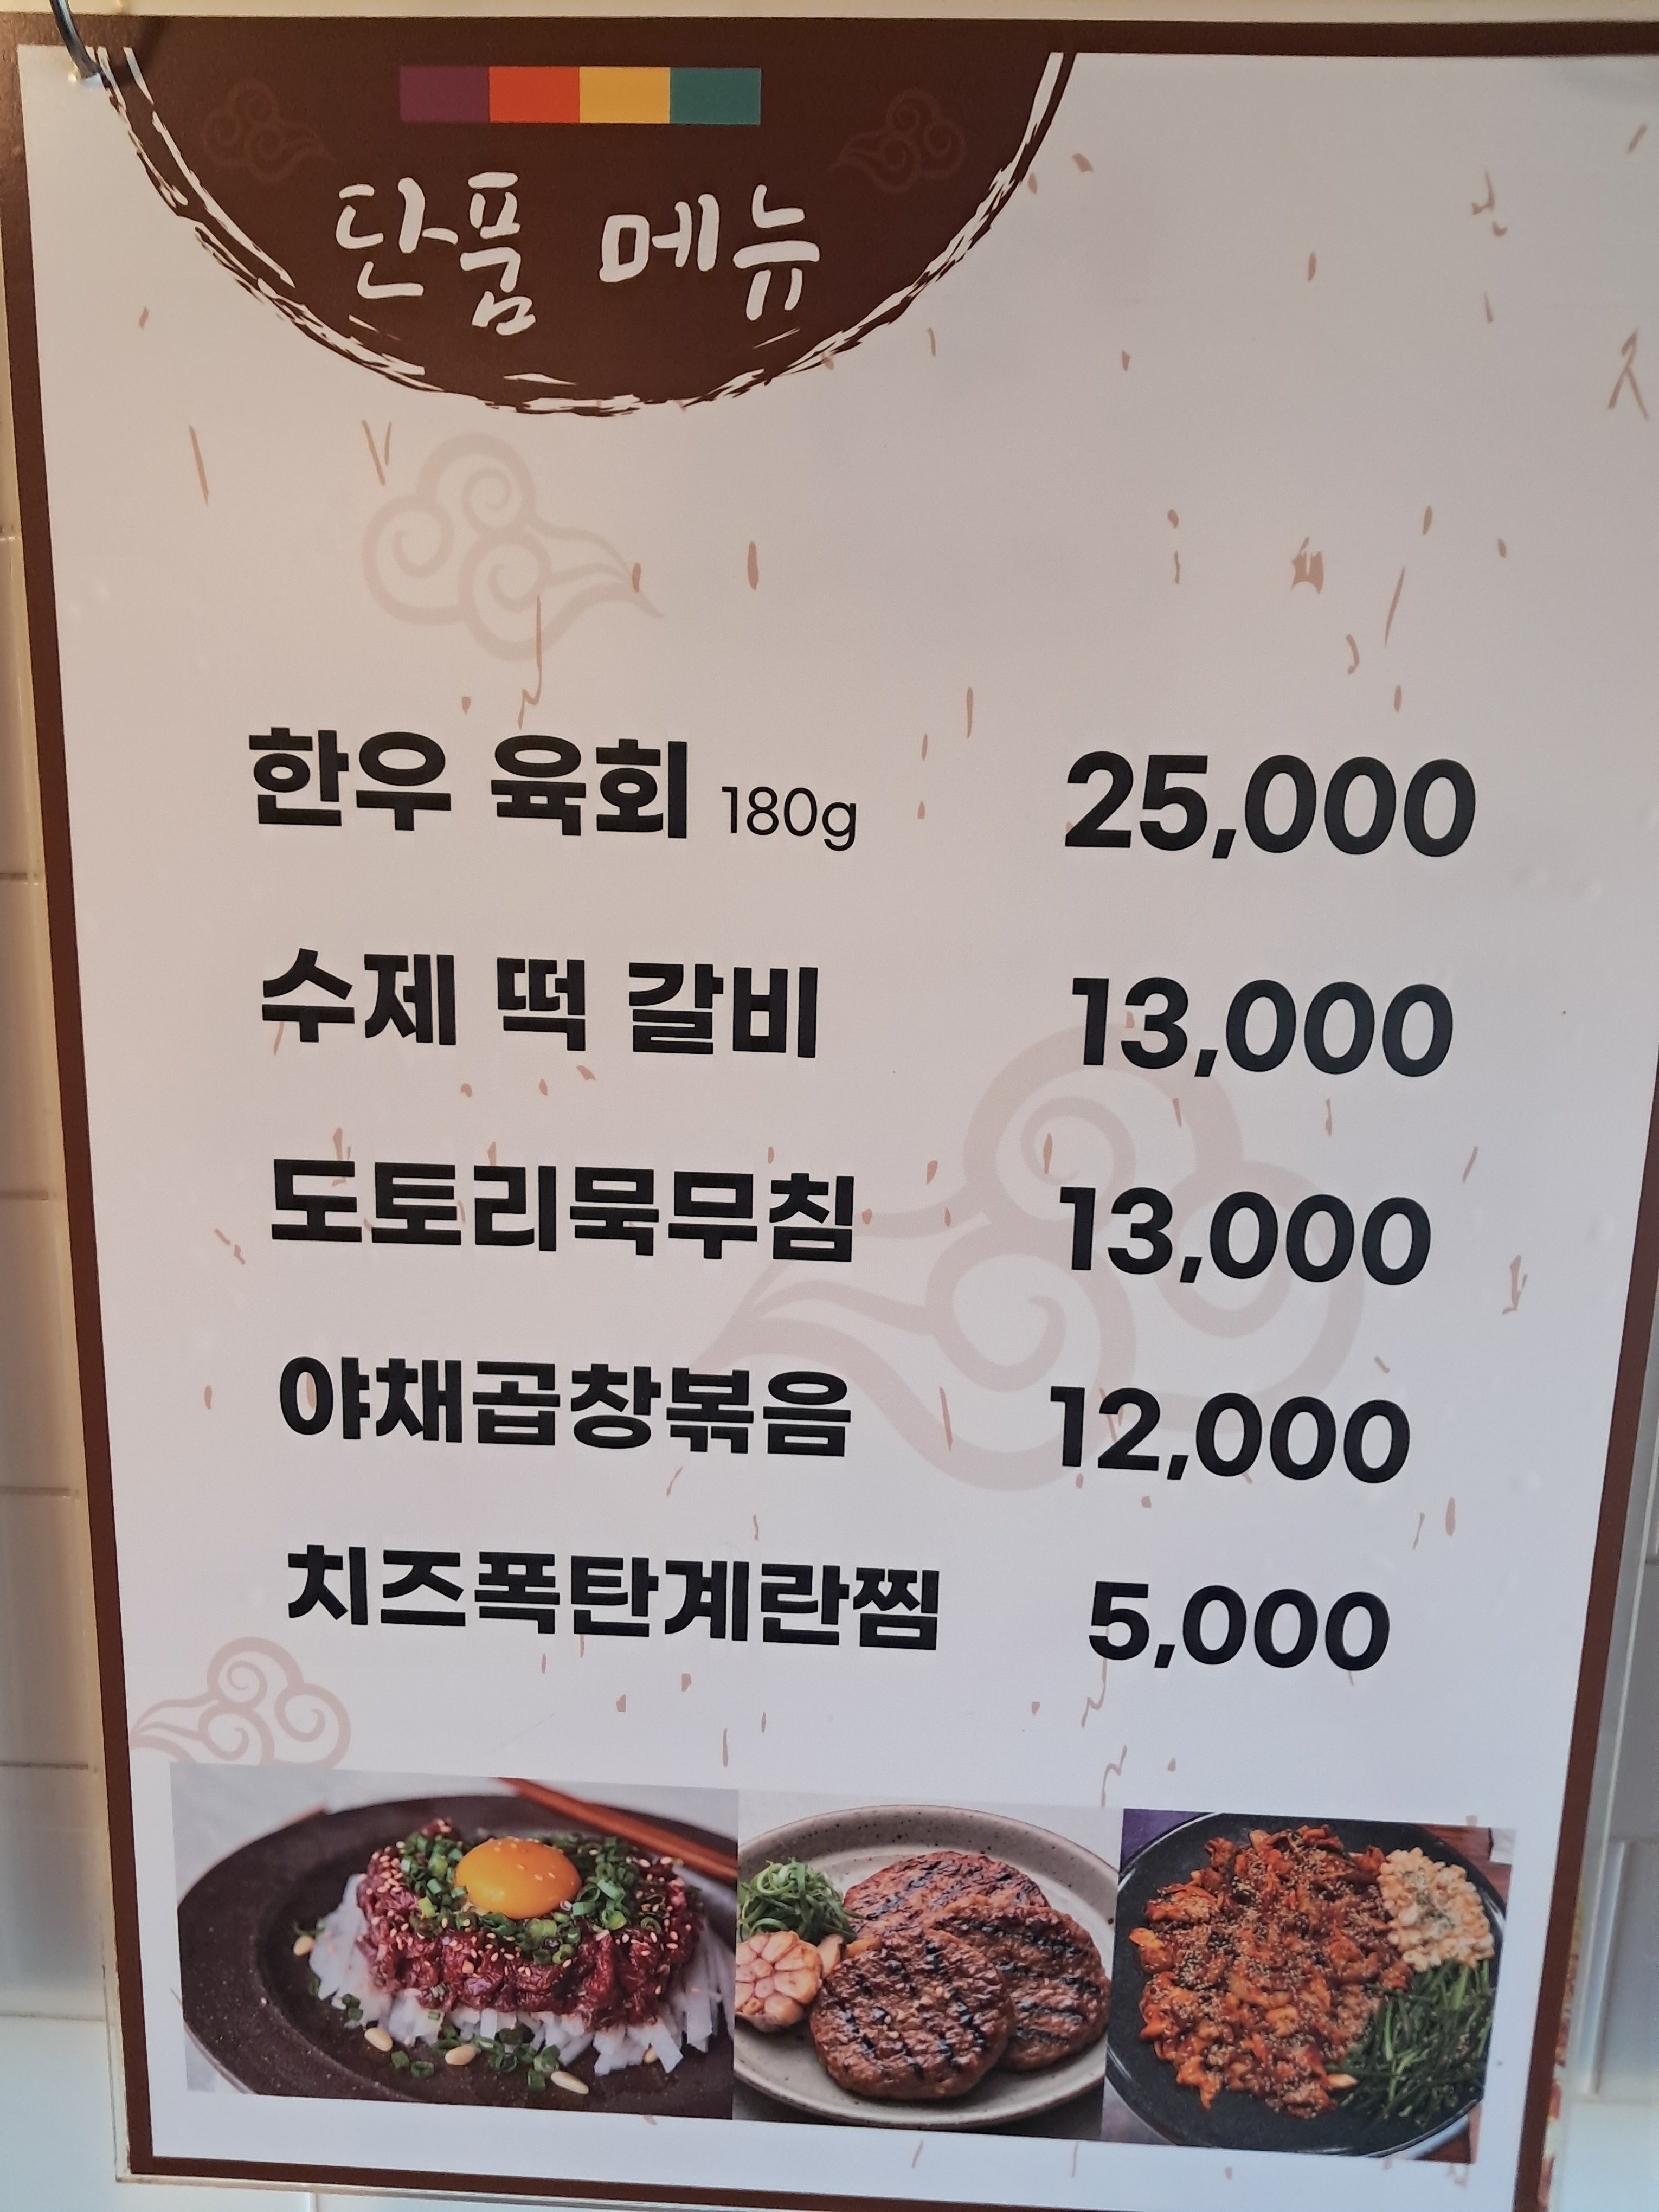 단품 메뉴
한우 육회 180g 25,000
수제 떡 갈비 13,000
도토리묵무침 13,000
야채곱창볶음 12,000
치즈폭탄계란찜 5,000